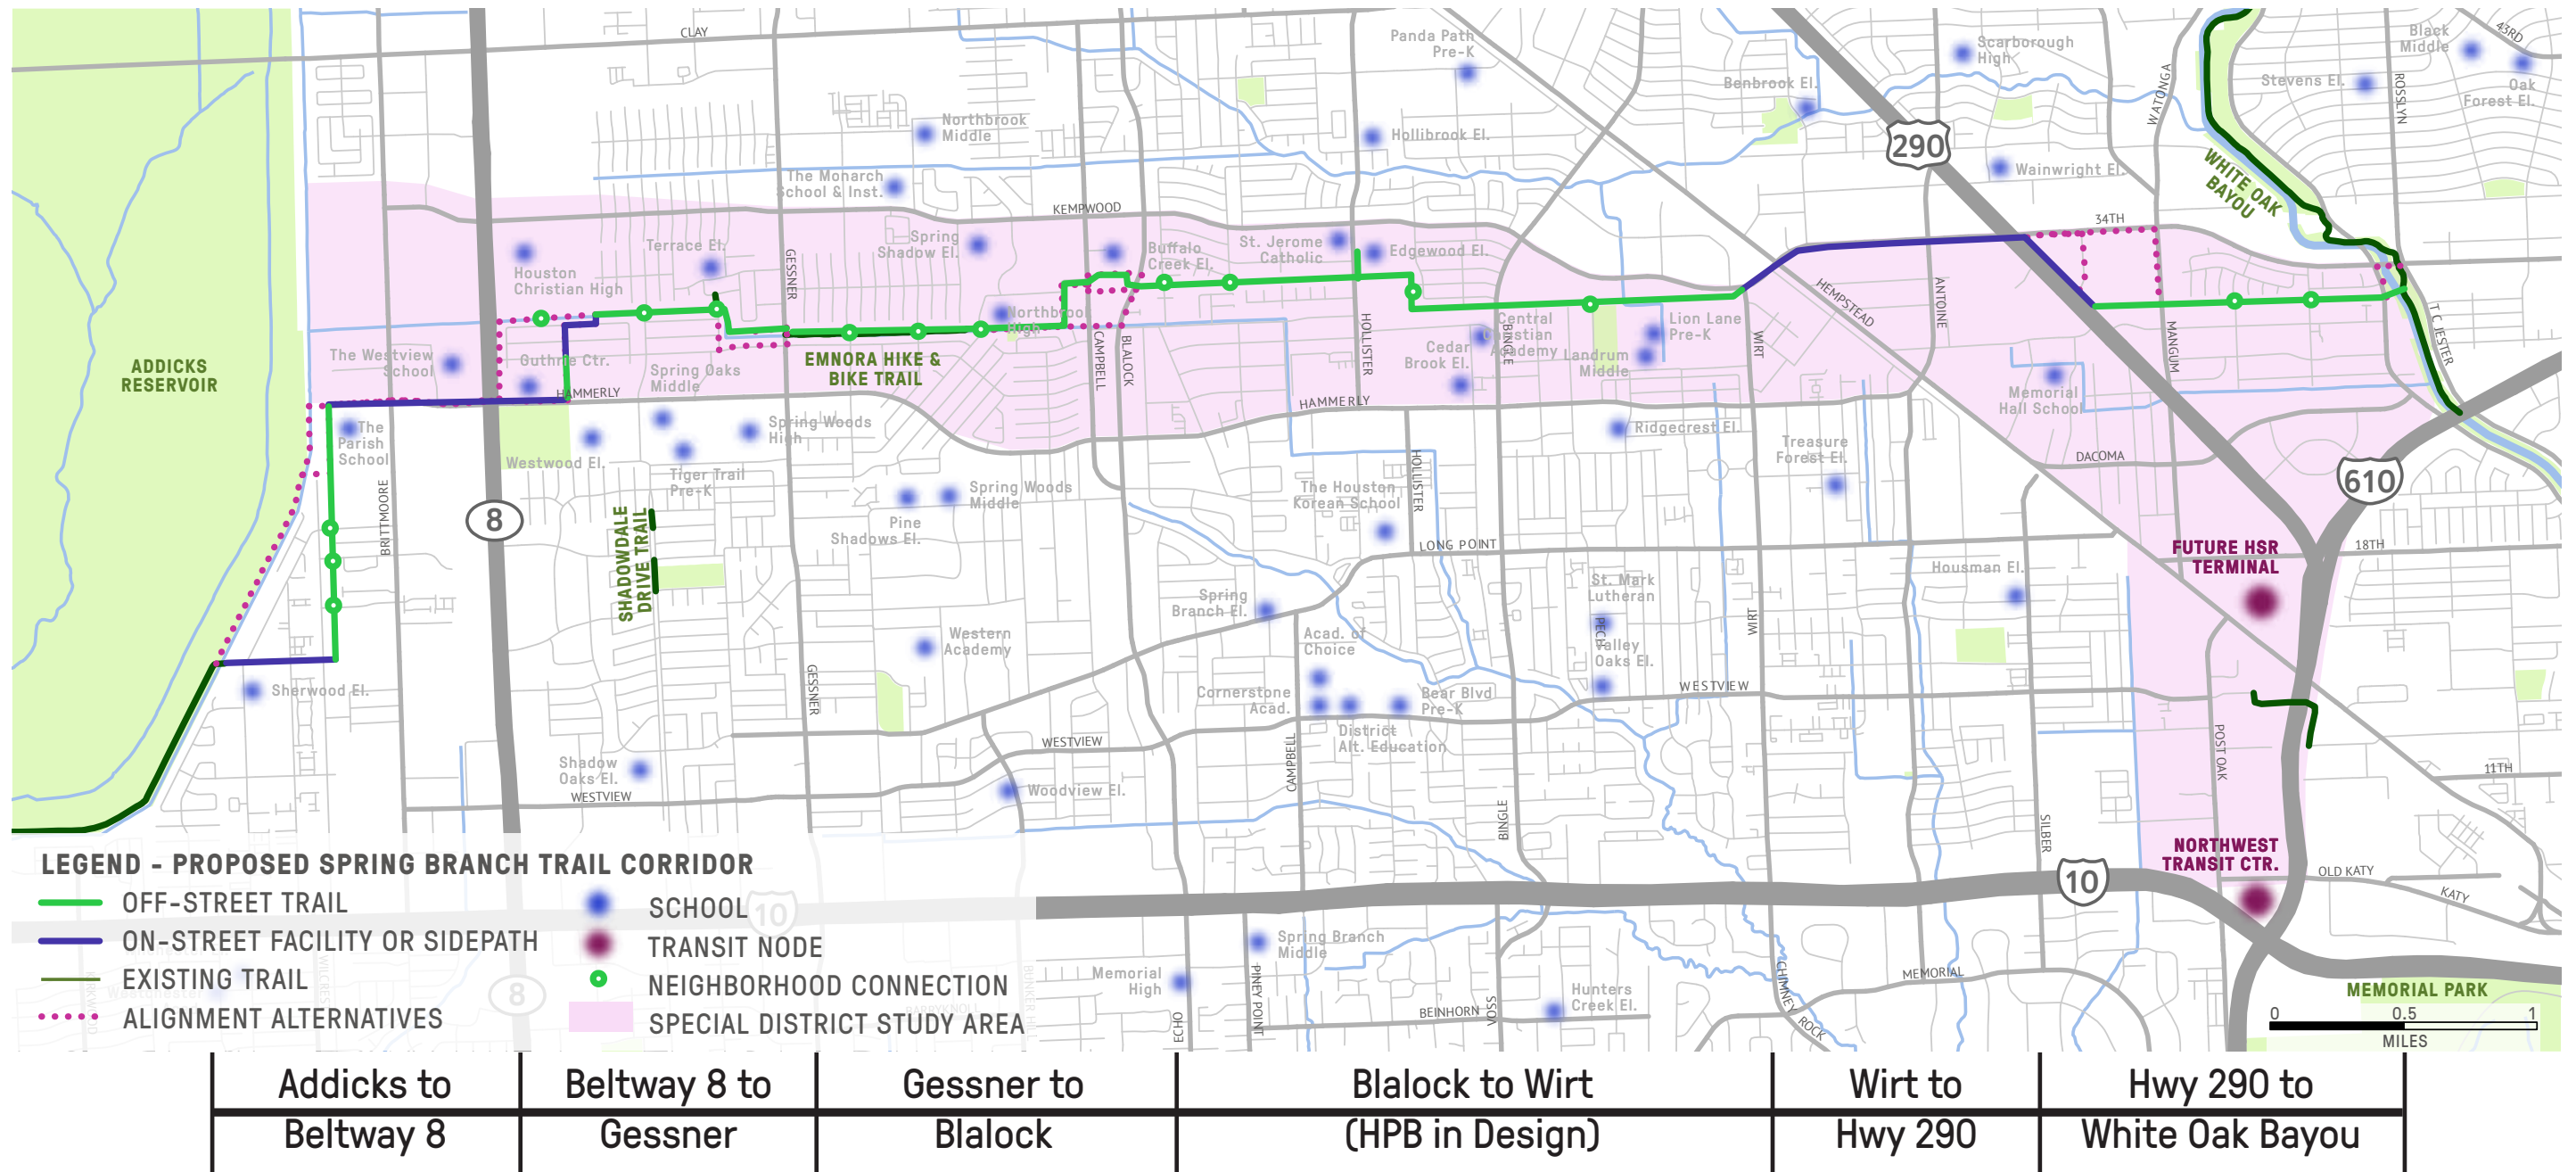 CLAY
Panda Path
Pre-K
Scarborough
High
Black
Middle
43RD
Benbrook El.
WATONGA
Stevens El.
ROSSLYN
Oak
Forest El.
Northbrook
Middle
Hollibrook El.
290
Wainwright El.
WHITE OAK
BAYOU
The Monarch
School & Inst.
KEMPWOOD
34TH
Terrace El.
GESSNER
Spring
Shadow El.
Buffalo
Creek El.
St. Jerome
Catholic
Edgewood El.
Houston
Christian High
HEMPSTEAD
ANTOINE
Northbrook
High
CAMPBELL
BLALOCK
HOLLISTER
Central
Christian
Academy
BINGLE
Lion Lane
Pre-K
WIRT
MANGUM
T C JESTER
ADDICKS
RESERVOIR
The Westview
School
Guthrie Ctr.
Spring Oaks
Middle
EMNORA HIKE &
BIKE TRAIL
Cedar
Brook El.
Landrum
Middle
HAMMERLY
HAMMERLY
Memorial
Hall School
The
Parish
School
Spring Woods
High
Ridgecrest El.
Treasure
Forest El.
DACOMA
610
Westwood El.
Tiger Trail
Pre-K
BRITTMORE
8
SHADOWDALE
DRIVE TRAIL
Pine
Shadows El.
Spring Woods
Middle
The Houston
Korean School
HOLLISTER
LONG POINT
FUTURE HSR
TERMINAL
18TH
Spring
Branch El.
St. Mark
Lutheran
Housman El.
WIRT
Western
Academy
Acad. of
Choice
Valley
Oaks El.
Sherwood El.
GESSNER
Cornerstone
Acad.
Bear Blvd
Pre-K
WESTVIEW
District
Alt. Education
CAMPBELL
WESTVIEW
POST OAK
11TH
Shadow
Oaks El.
WESTVIEW
Woodview El.
BINGLE
SILBER
NORTHWEST
TRANSIT CTR.
OLD KATY
KATY
10
LEGEND - PROPOSED SPRING BRANCH TRAIL CORRIDOR
OFF-STREET TRAIL
SCHOOL
10
ON-STREET FACILITY OR SIDEPATH
TRANSIT NODE
EXISTING TRAIL
NEIGHBORHOOD CONNECTION
8
ALIGNMENT ALTERNATIVES
SPECIAL DISTRICT STUDY AREA
BUNKER HILL
Memorial
High
Spring Branch
Middle
ECHO
PINEY POINT
BEINHORN
VOSS
Hunters
Creek El.
CHIMNEY ROCK
MEMORIAL
MEMORIAL PARK
0 0.5 1
MILES
Addicks to
Beltway 8
Beltway 8 to
Gessner
Gessner to
Blalock
Blalock to Wirt
(HPB in Design)
Wirt to
Hwy 290
Hwy 290 to
White Oak Bayou